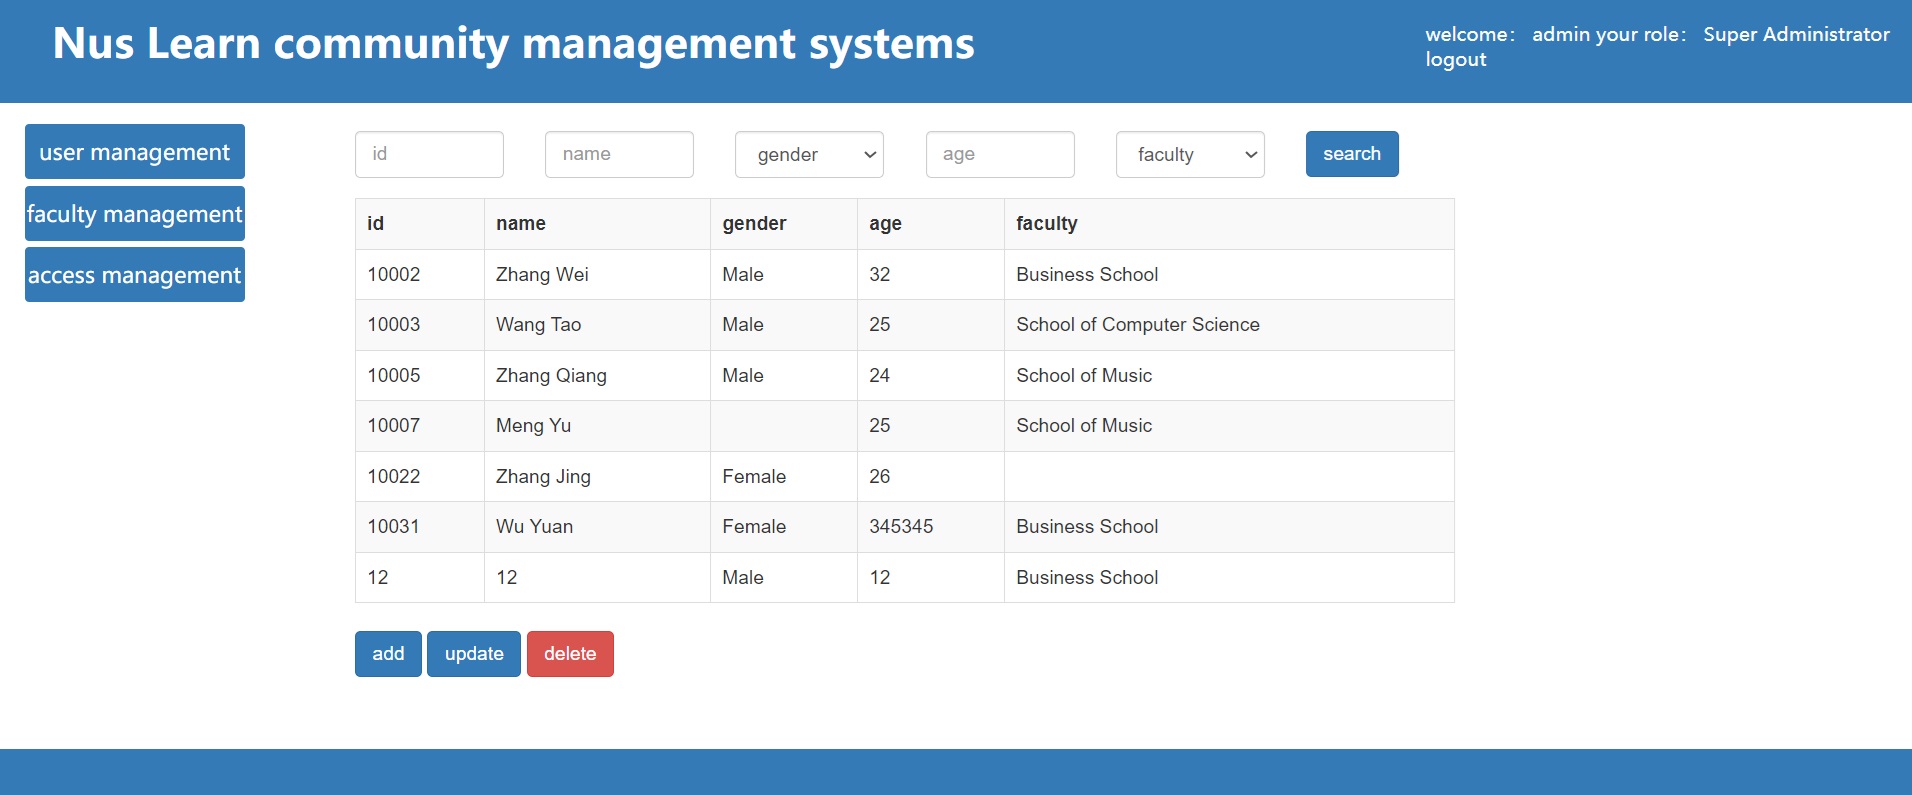 Nus Learn community management systems
welcome： admin your role： Super Administrator
logout
user management
faculty management
access management
id name gender age faculty search
id name gender age faculty
10002 Zhang Wei Male 32 Business School
10003 Wang Tao Male 25 School of Computer Science
10005 Zhang Qiang Male 24 School of Music
10007 Meng Yu 25 School of Music
10022 Zhang Jing Female 26
10031 Wu Yuan Female 345345 Business School
12 12 Male 12 Business School
add update delete